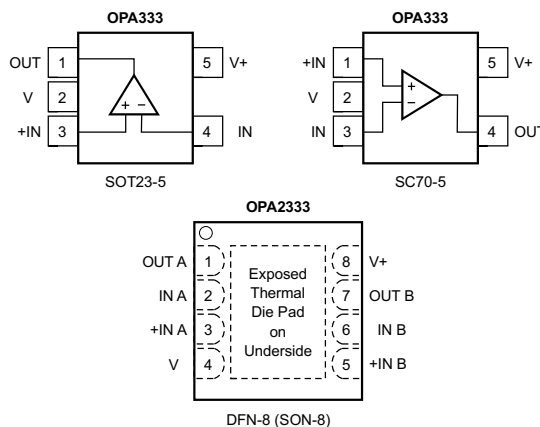 OPA333
OUT 1 5 V+
V 2
+IN 3 + − 4 IN
SOT23-5
OPA333
+IN 1 5 V+
V 2 + −
IN 3 4 OUT
SC70-5
OPA2333
OUT A 1 8 V+
IN A 2 7 OUT B
+IN A 3 6 IN B
V 4 5 +IN B
Exposed
Thermal
Die Pad
on
Underside
DFN-8 (SON-8)